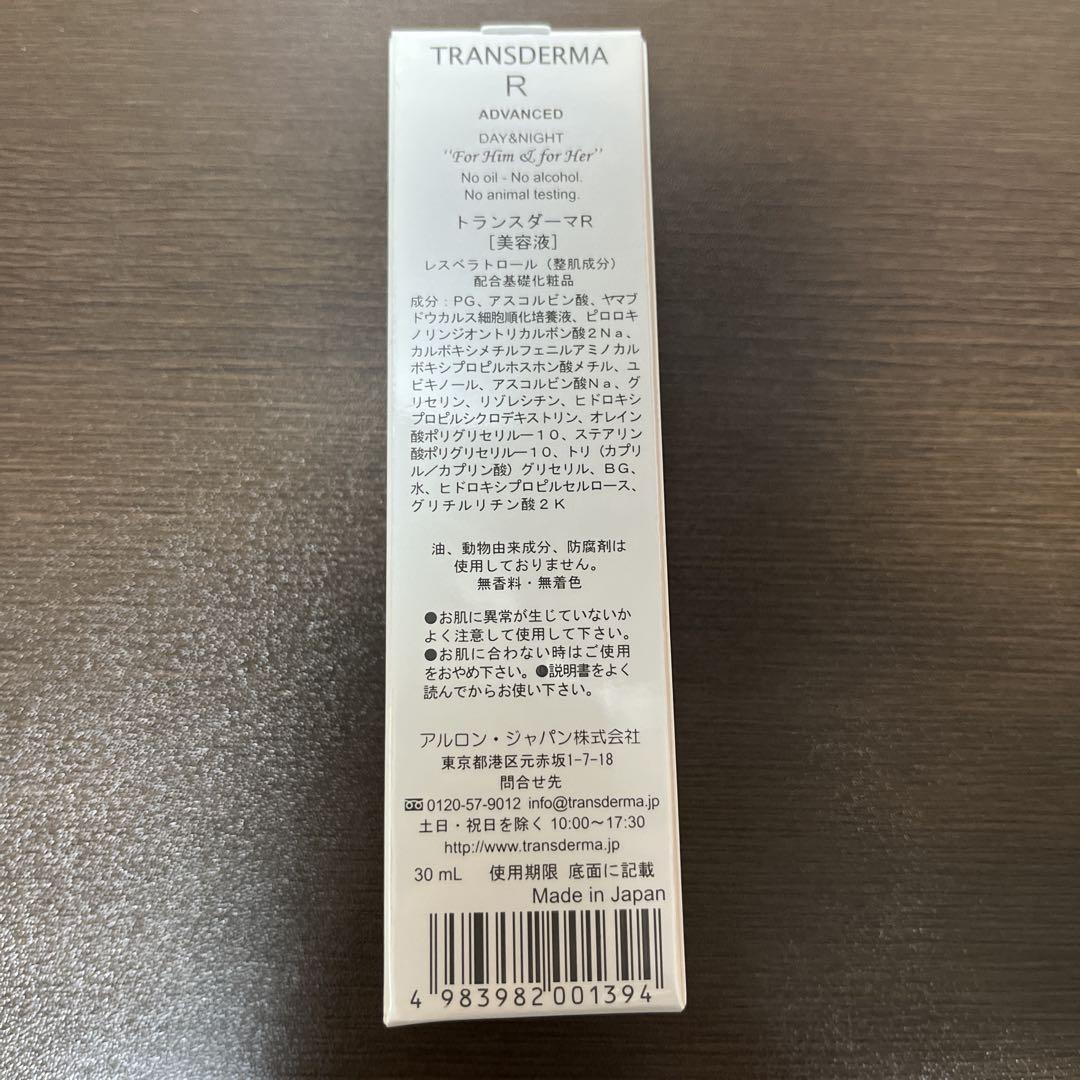 TRANSDERMA
R
ADVANCED
DAY&NIGHT
"For Him & for Her"
No oil - No alcohol.
No animal testing.
トランスダーマR
[美容液]
レスベラトロール（整肌成分）
配合基礎化粧品
成分：PG、アスコルビン酸、ヤマブ
ドウカルス細胞順化培養液、ピロロキ
ノリンジオントリカルボン酸２Ｎａ、
カルボキシメチルフェニルアミノカル
ボキシプロピルホスホン酸メチル、ユ
ビキノール、アスコルビン酸Ｎａ、グ
リセリン、リゾレシチン、ヒドロキシ
プロピルシクロデキストリン、オレイン
酸ポリグリセリル－１０、ステアリン
酸ポリグリセリル－１０、トリ（カプリ
ル／カプリン酸）グリセリル、ＢＧ、
水、ヒドロキシプロピルセルロース、
グリチルリチン酸２Ｋ
油、動物由来成分、防腐剤は
使用しておりません。
無香料・無着色
●お肌に異常が生じていないか
よく注意して使用して下さい。
●お肌に合わない時はご使用
をおやめ下さい。●説明書をよく
読んでからお使い下さい。
アルロン・ジャパン株式会社
東京都港区元赤坂1-7-18
問合せ先
0120-57-9012 info@transderma.jp
土日・祝日を除く 10:00～17:30
http://www.transderma.jp
30 mL 使用期限 底面に記載
Made in Japan
4 983982 001394